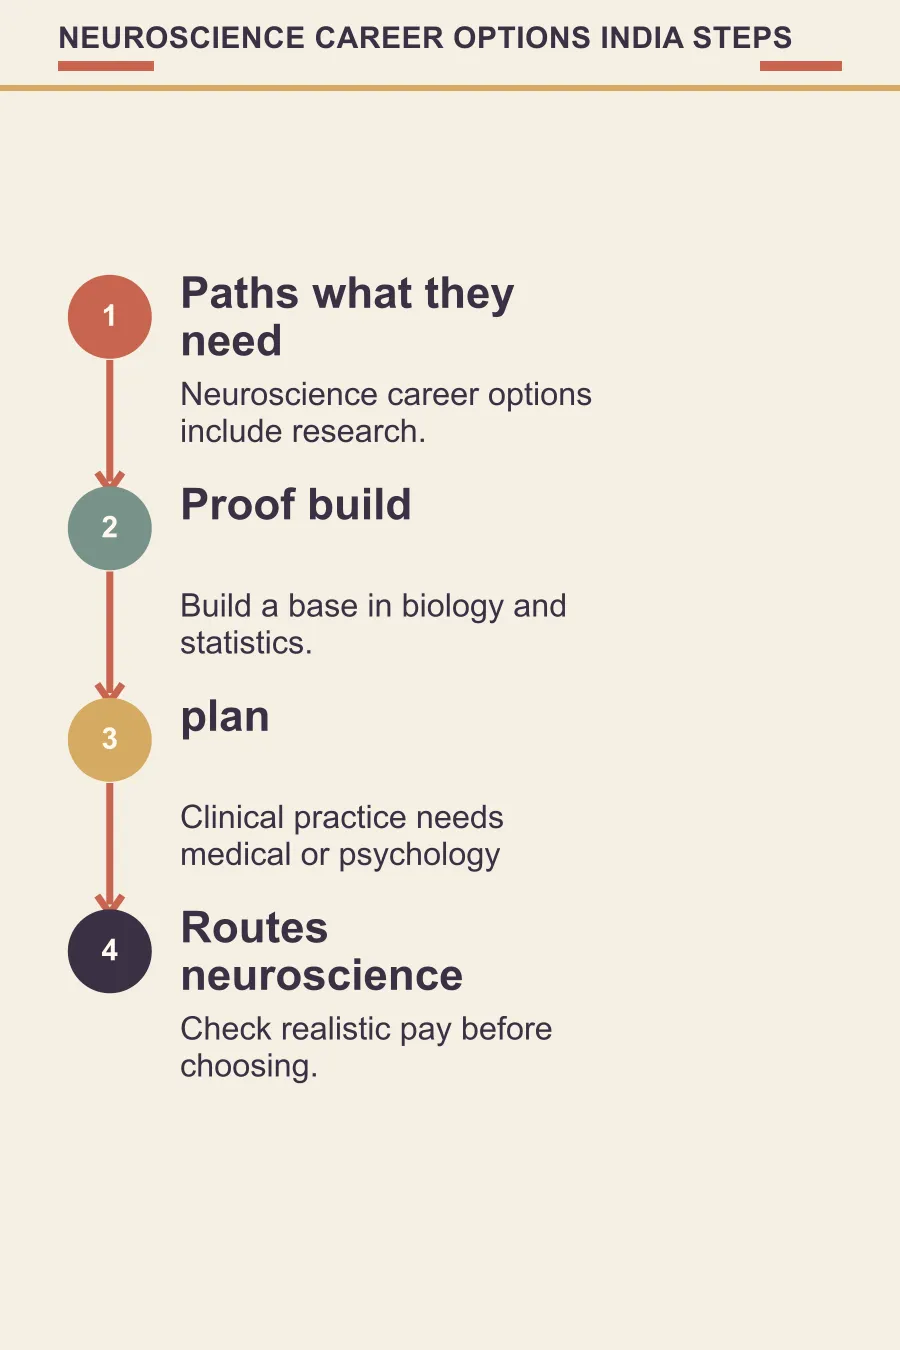 NEUROSCIENCE CAREER OPTIONS INDIA STEPS
1
Paths what they
need
Neuroscience career options
include research.
2
Proof build
Build a base in biology and
statistics.
3
plan
Clinical practice needs
medical or psychology
4
Routes
neuroscience
Check realistic pay before
choosing.